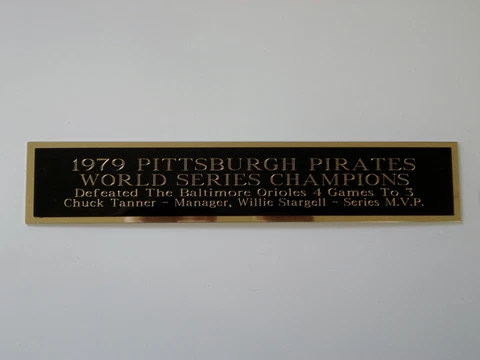 1979 PITTSBURGH PIRATES
WORLD SERIES CHAMPIONS
Defeated The Baltimore Orioles 4 Games To 3
Chuck Tanner - Manager, Willie Stargell - Series M.V.P.